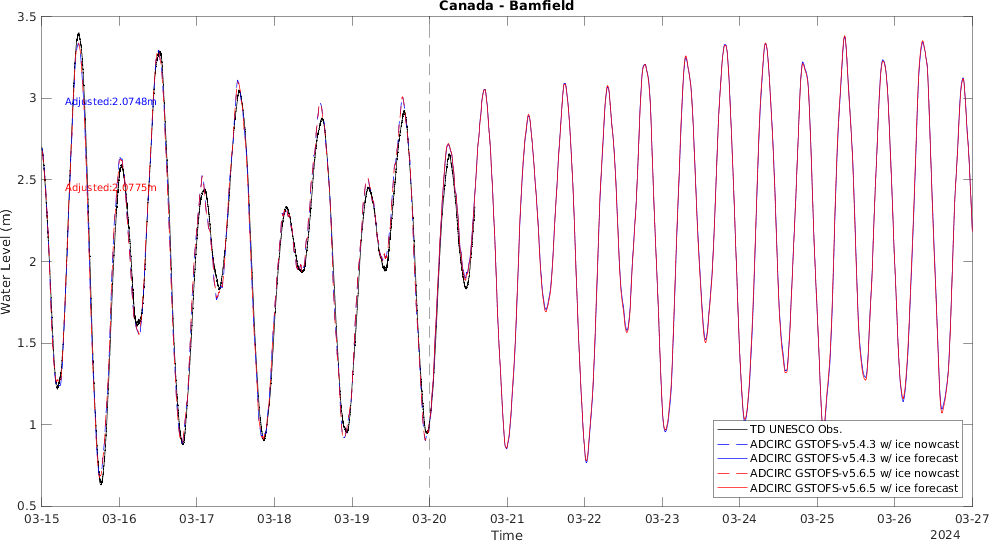 Canada - Bamfield
3.5
3
2.5
2
1.5
1
0.5
Water Level (m)
Adjusted:2.0748m
Adjusted:2.0775m
TD UNESCO Obs.
ADCIRC GSTOFS-v5.4.3 w/ ice nowcast
ADCIRC GSTOFS-v5.4.3 w/ ice forecast
ADCIRC GSTOFS-v5.6.5 w/ ice nowcast
ADCIRC GSTOFS-v5.6.5 w/ ice forecast
03-15 03-16 03-17 03-18 03-19 03-20 03-21 03-22 03-23 03-24 03-25 03-26 03-27
Time
2024